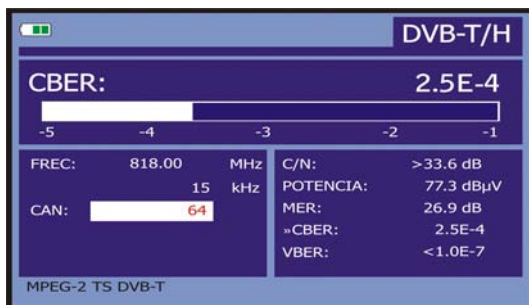 DVB-T/H
CBER: 2.5E-4
-5 -4 -3 -2 -1
FREC: 818.00 MHz
15 kHz
CAN: 64
C/N: >33.6 dB
POTENCIA: 77.3 dBµV
MER: 26.9 dB
»CBER: 2.5E-4
VBER: <1.0E-7
MPEG-2 TS DVB-T